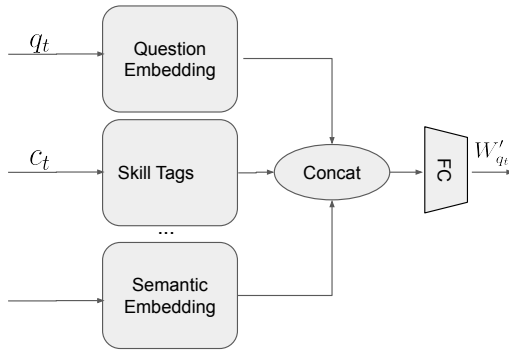 q_t
Question
Embedding
c_t
Skill Tags
Concat
FC
W'_{q_t}
...
Semantic
Embedding